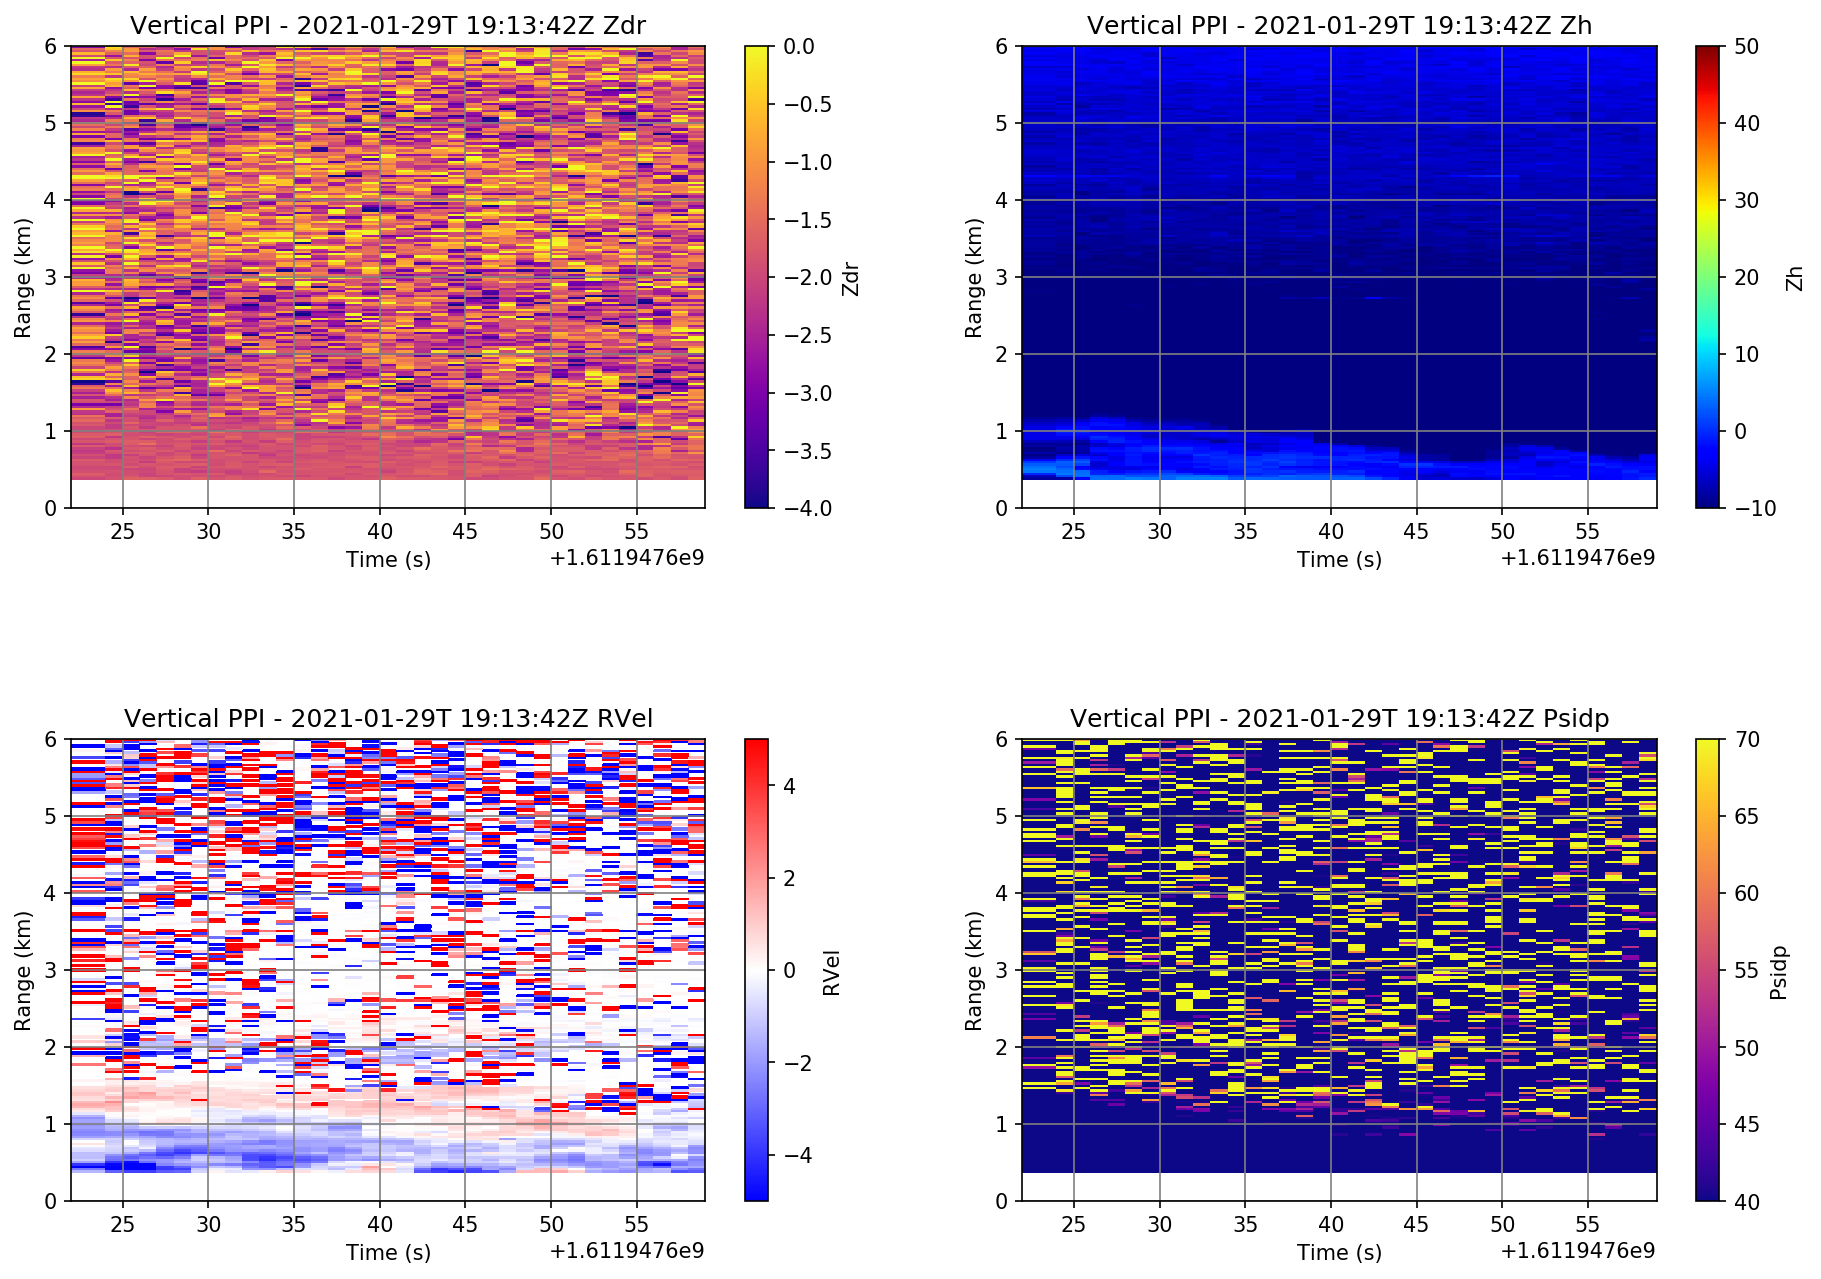 Vertical PPI - 2021-01-29T 19:13:42Z Zdr
6
5
4
3
2
1
0
Range (km)
25 30 35 40 45 50 55
Time (s)
+1.61119476e9
0.0
−0.5
−1.0
−1.5
−2.0
−2.5
−3.0
−3.5
−4.0
Zdr
Vertical PPI - 2021-01-29T 19:13:42Z Zh
6
5
4
3
2
1
0
Range (km)
25 30 35 40 45 50 55
Time (s)
+1.61119476e9
50
40
30
20
10
0
−10
Zh
Vertical PPI - 2021-01-29T 19:13:42Z RVel
6
5
4
3
2
1
0
Range (km)
25 30 35 40 45 50 55
Time (s)
+1.61119476e9
4
2
0
−2
−4
RVel
Vertical PPI - 2021-01-29T 19:13:42Z Psidp
6
5
4
3
2
1
0
Range (km)
25 30 35 40 45 50 55
Time (s)
+1.61119476e9
70
65
60
55
50
45
40
Psidp